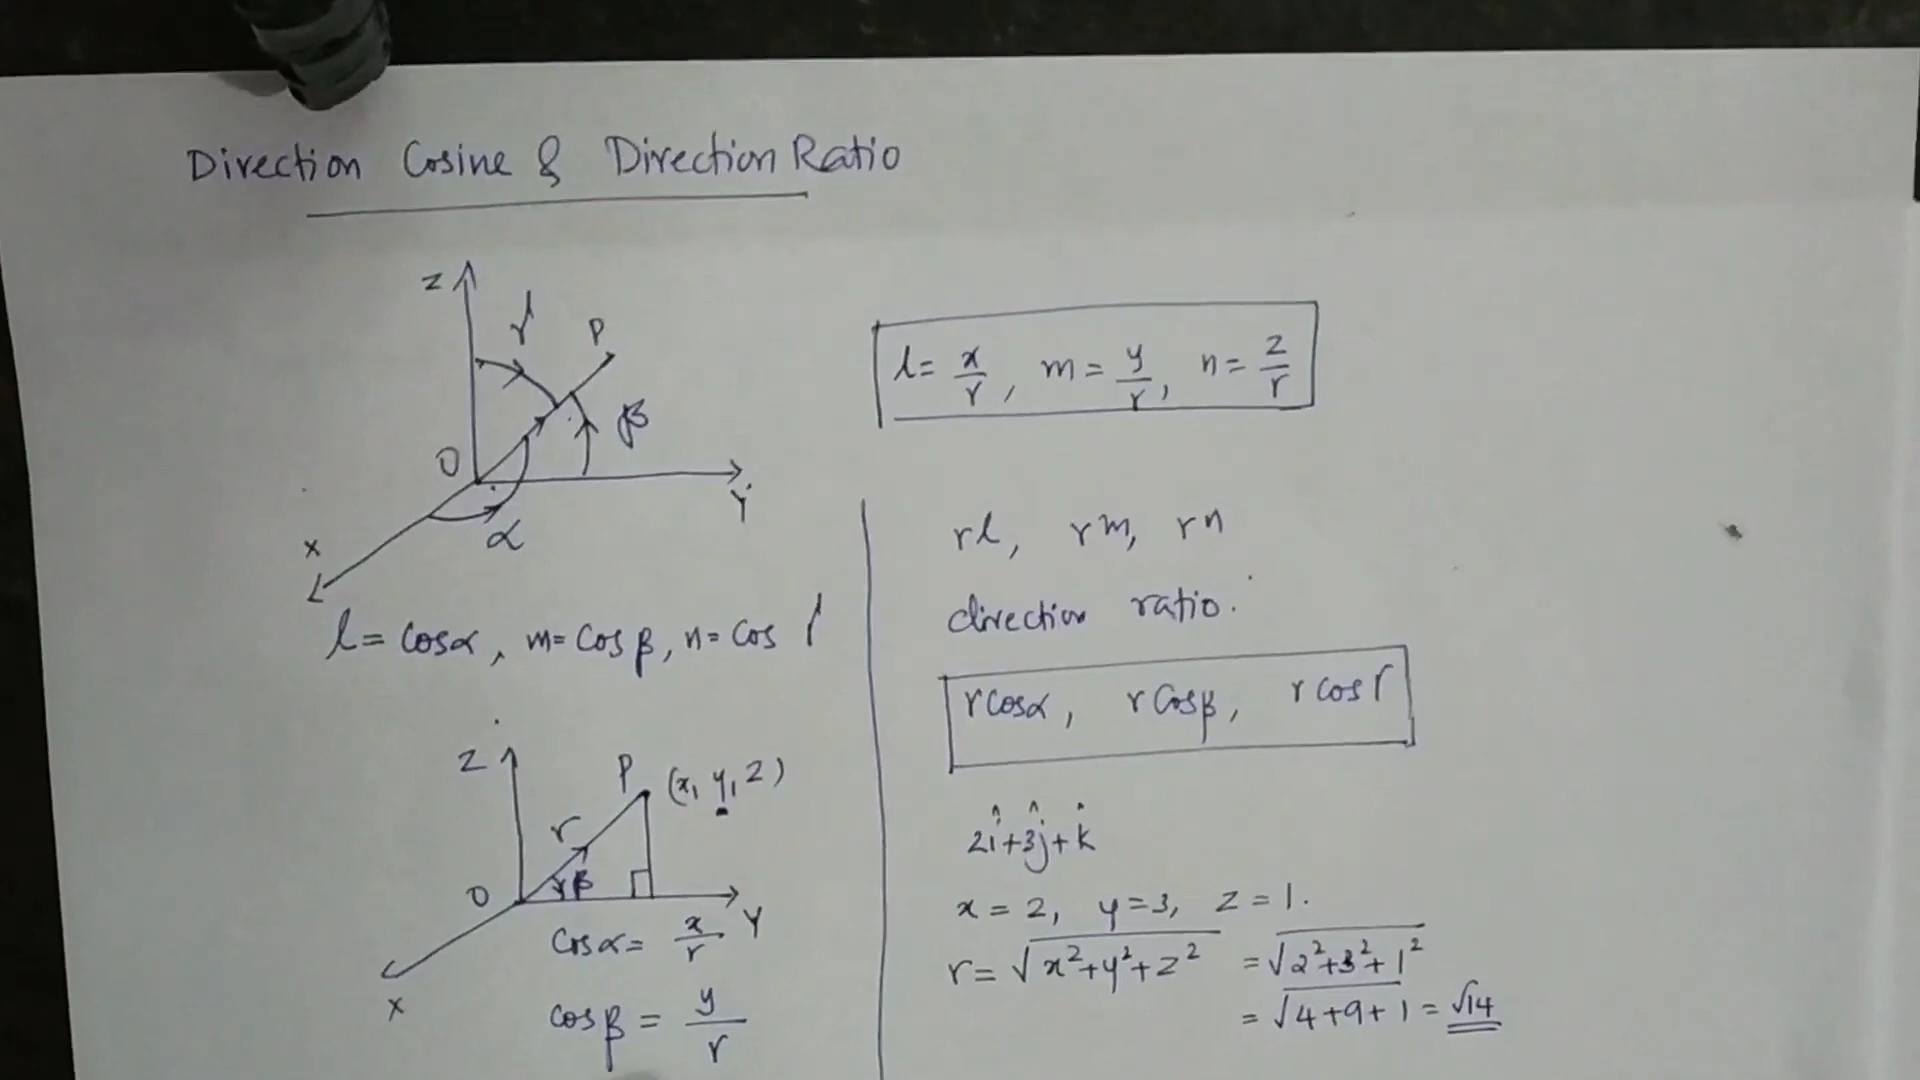 Direction Cosine & Direction Ratio
Z
γ
P
β
O
Y
α
X
l = cosα, m = cosβ, n = cos γ
Z
P (x, y, z)
r
β
O
Y
X
cosα = x/r
cosβ = y/r
l = x/r, m = y/r, n = z/r
rl, rm, rn
direction ratio.
r cosα, r cosβ, r cosγ
2î+3ĵ+k̂
x = 2, y = 3, z = 1.
r = √x²+y²+z² = √2²+3²+1²
= √4+9+1 = √14